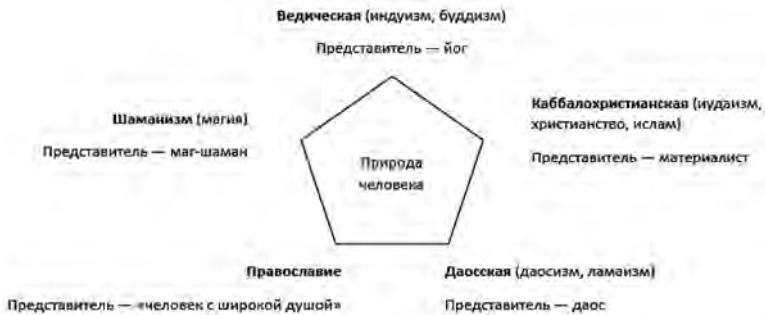 Ведическая (индуизм, буддизм)
Представитель — йог
Шаманизм (магия)
Представитель — маг-шаман
Каббалохристианская (иудаизм,
христианство, ислам)
Представитель — материалист
Природа
человека
Православие
Представитель — «человек с широкой душой»
Даосская (даосизм, ламаизм)
Представитель — даос